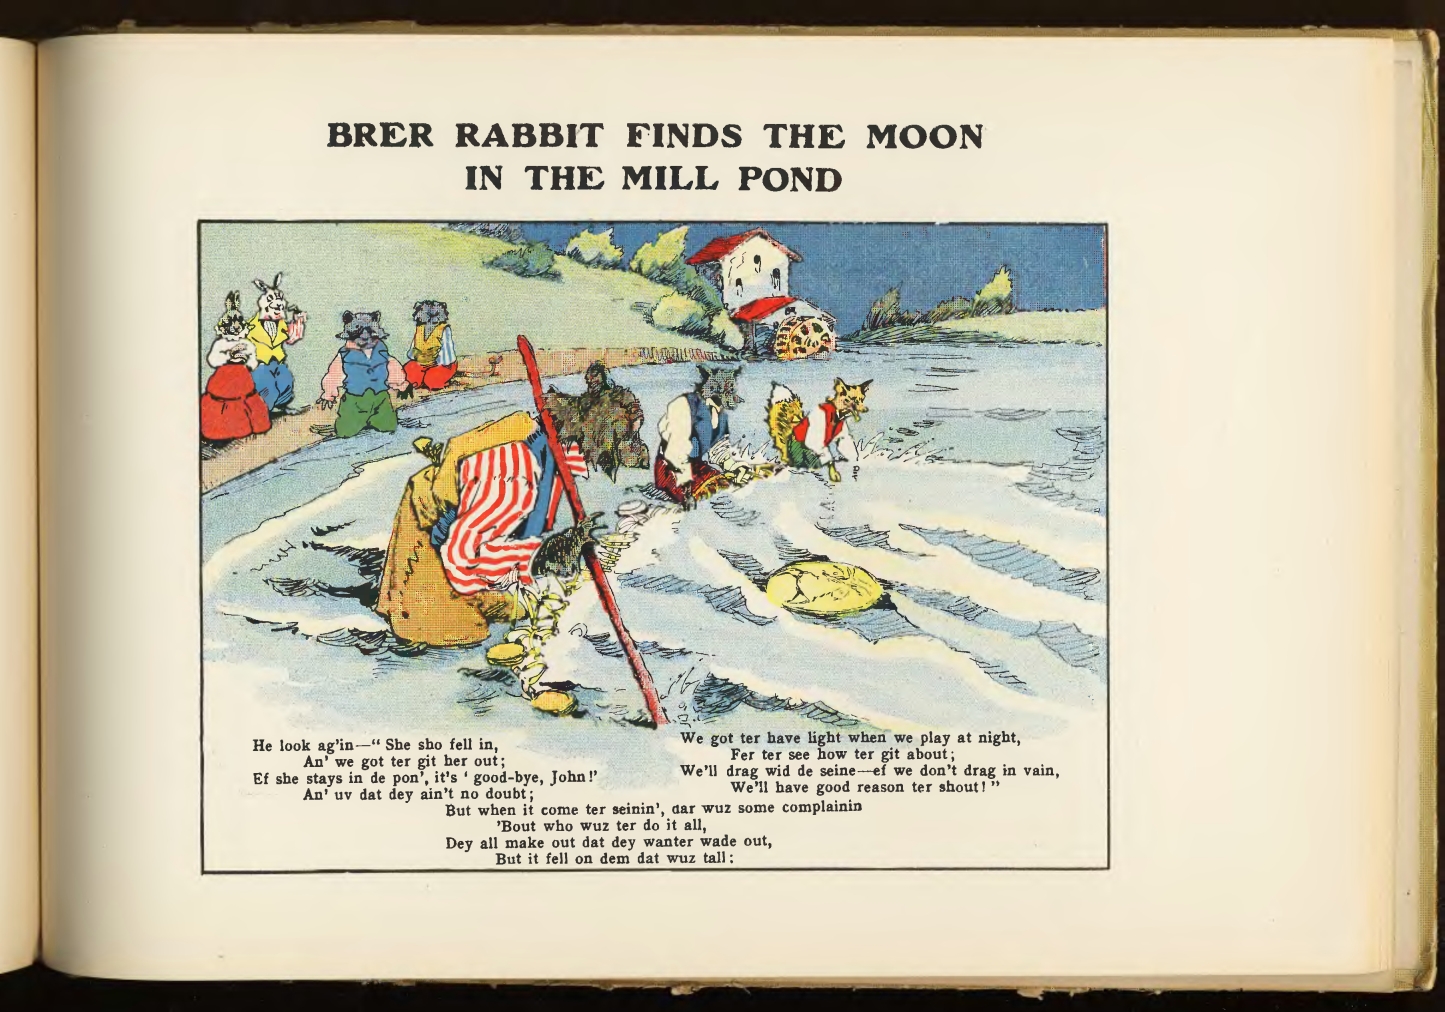 BRER RABBIT FINDS THE MOON
IN THE MILL POND
He look ag'in—“ She sho fell in,
An' we got ter git her out;
Ef she stays in de pon', it's ‘ good-bye, John!’
An' uv dat dey ain't no doubt;
We got ter have light when we play at night,
Fer ter see how ter git about;
We'll drag wid de seine—ef we don't drag in vain,
We'll have good reason ter shout! ”
But when it come ter seinin', dar wuz some complainin
'Bout who wuz ter do it all,
Dey all make out dat dey wanter wade out,
But it fell on dem dat wuz tall: